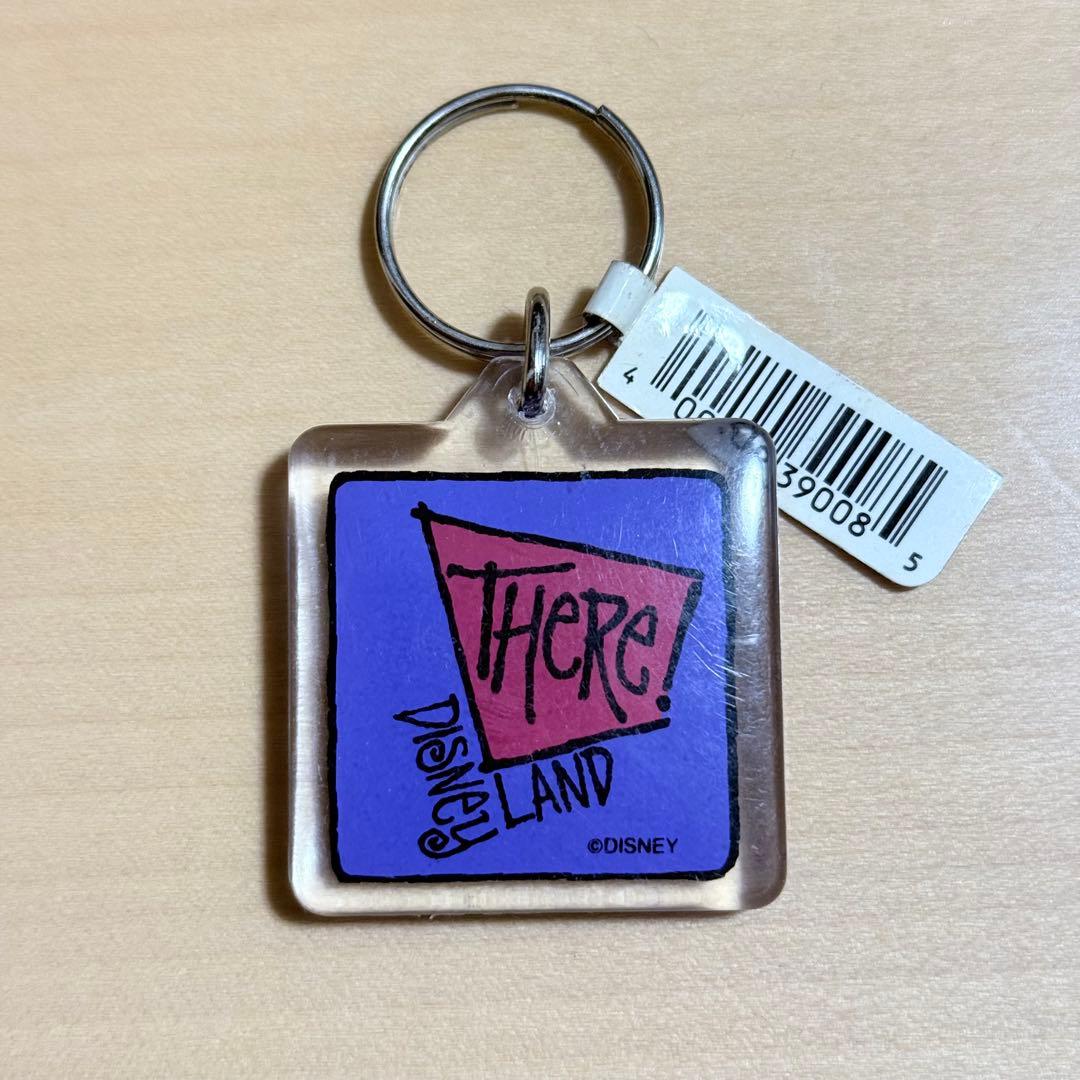 THeRe!
DISNey
LAND
©DISNEY
4
39008
5